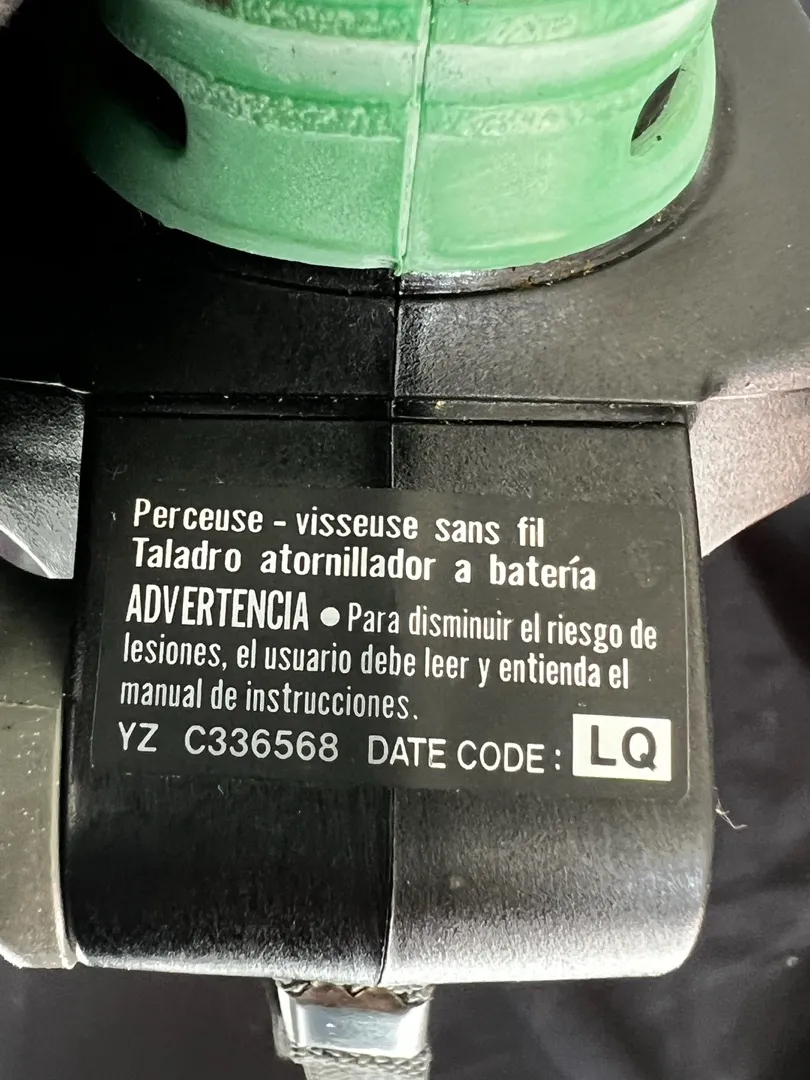 Perceuse - visseuse sans fil
Taladro atornillador a batería
ADVERTENCIA ● Para disminuir el riesgo de
lesiones, el usuario debe leer y entienda el
manual de instrucciones.
YZ C336568 DATE CODE : LQ